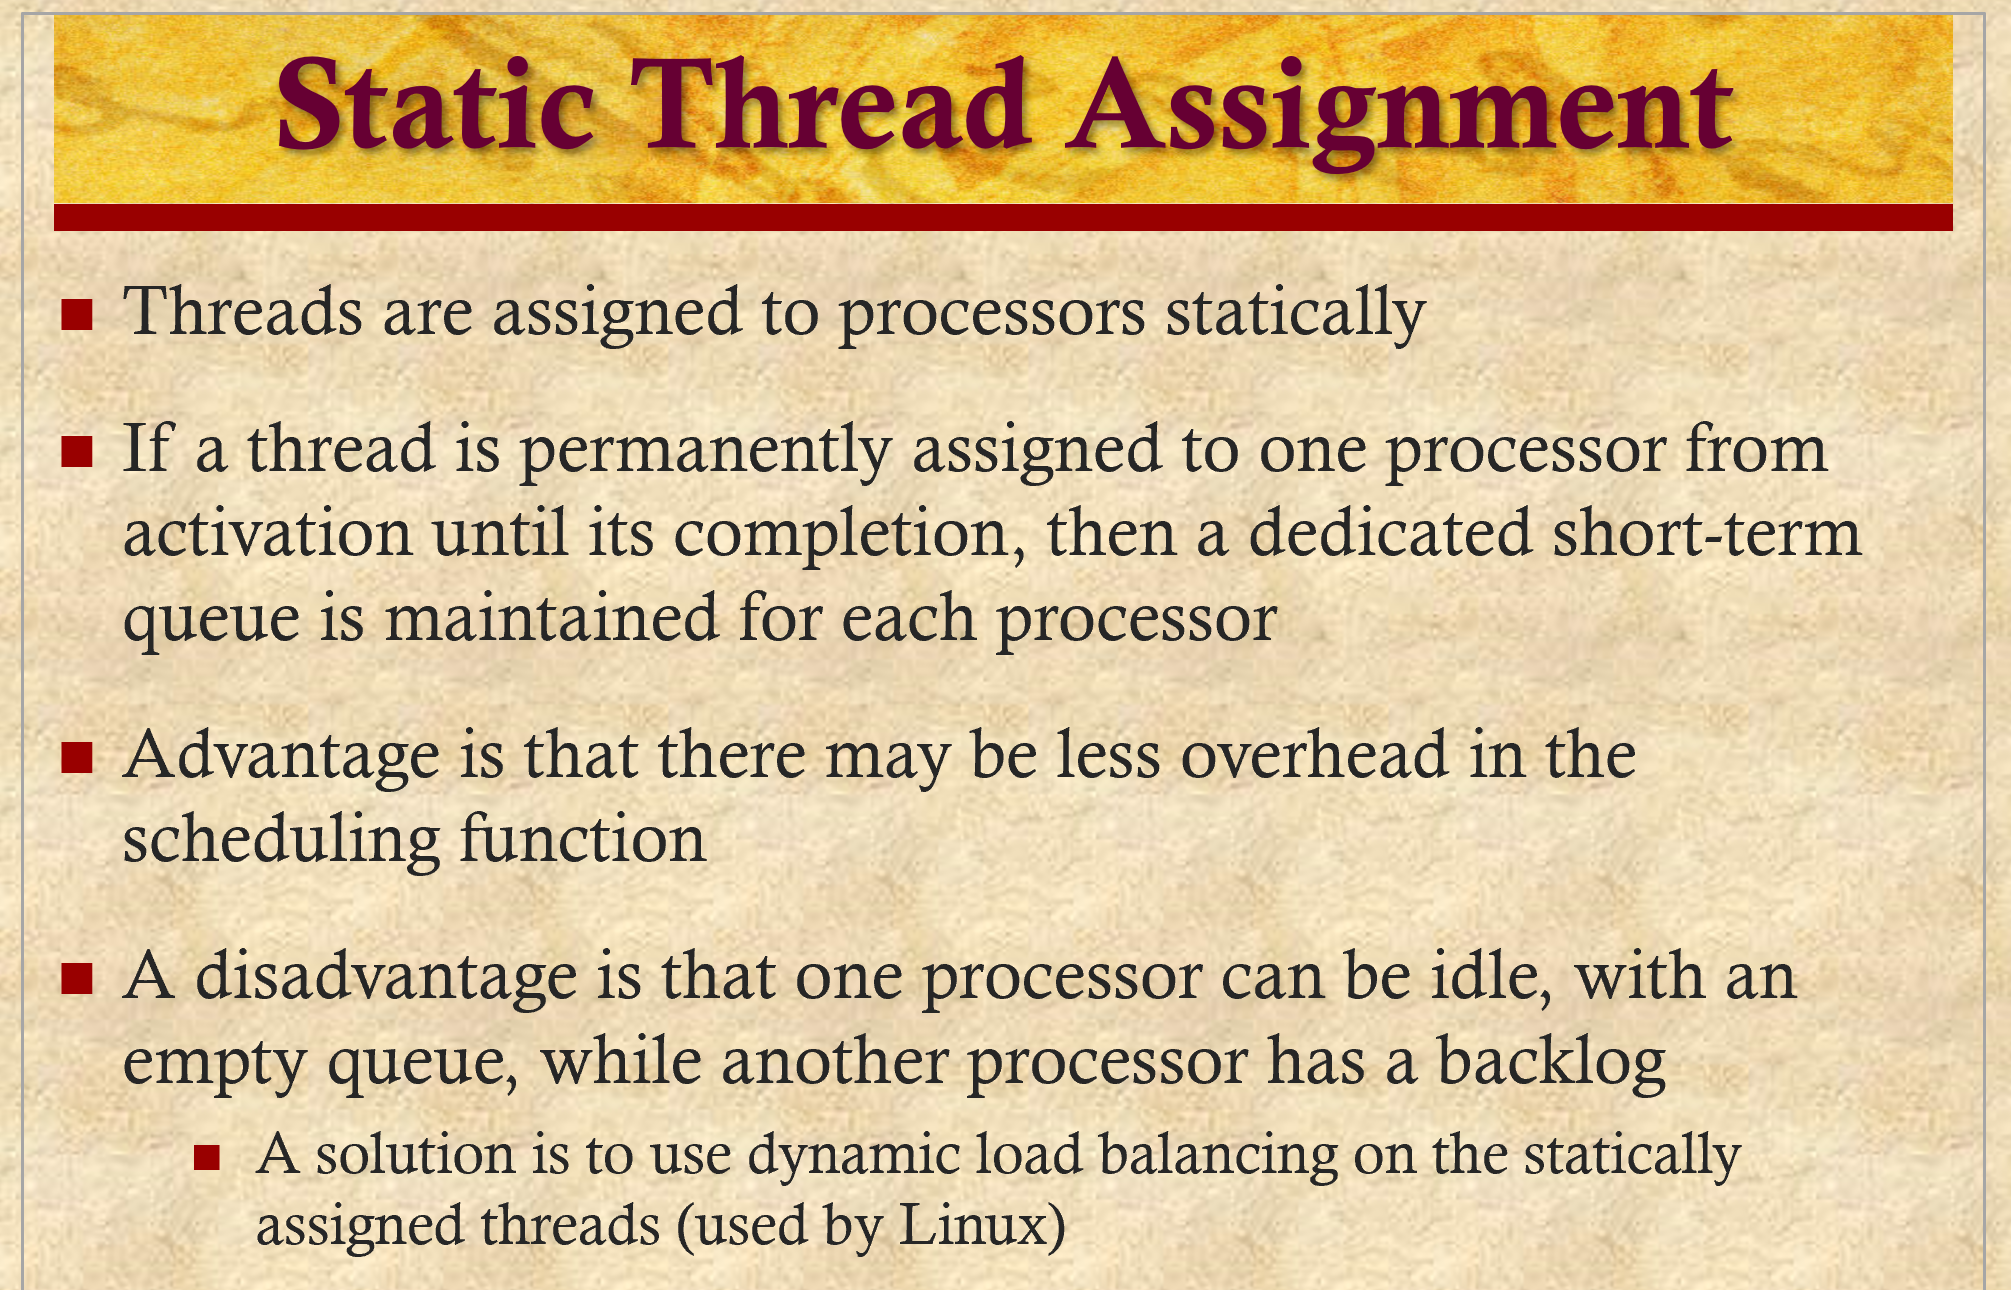 Static Thread Assignment
Threads are assigned to processors statically
If a thread is permanently assigned to one processor from
activation until its completion, then a dedicated short-term
queue is maintained for each processor
Advantage is that there may be less overhead in the
scheduling function
A disadvantage is that one processor can be idle, with an
empty queue, while another processor has a backlog
A solution is to use dynamic load balancing on the statically
assigned threads (used by Linux)